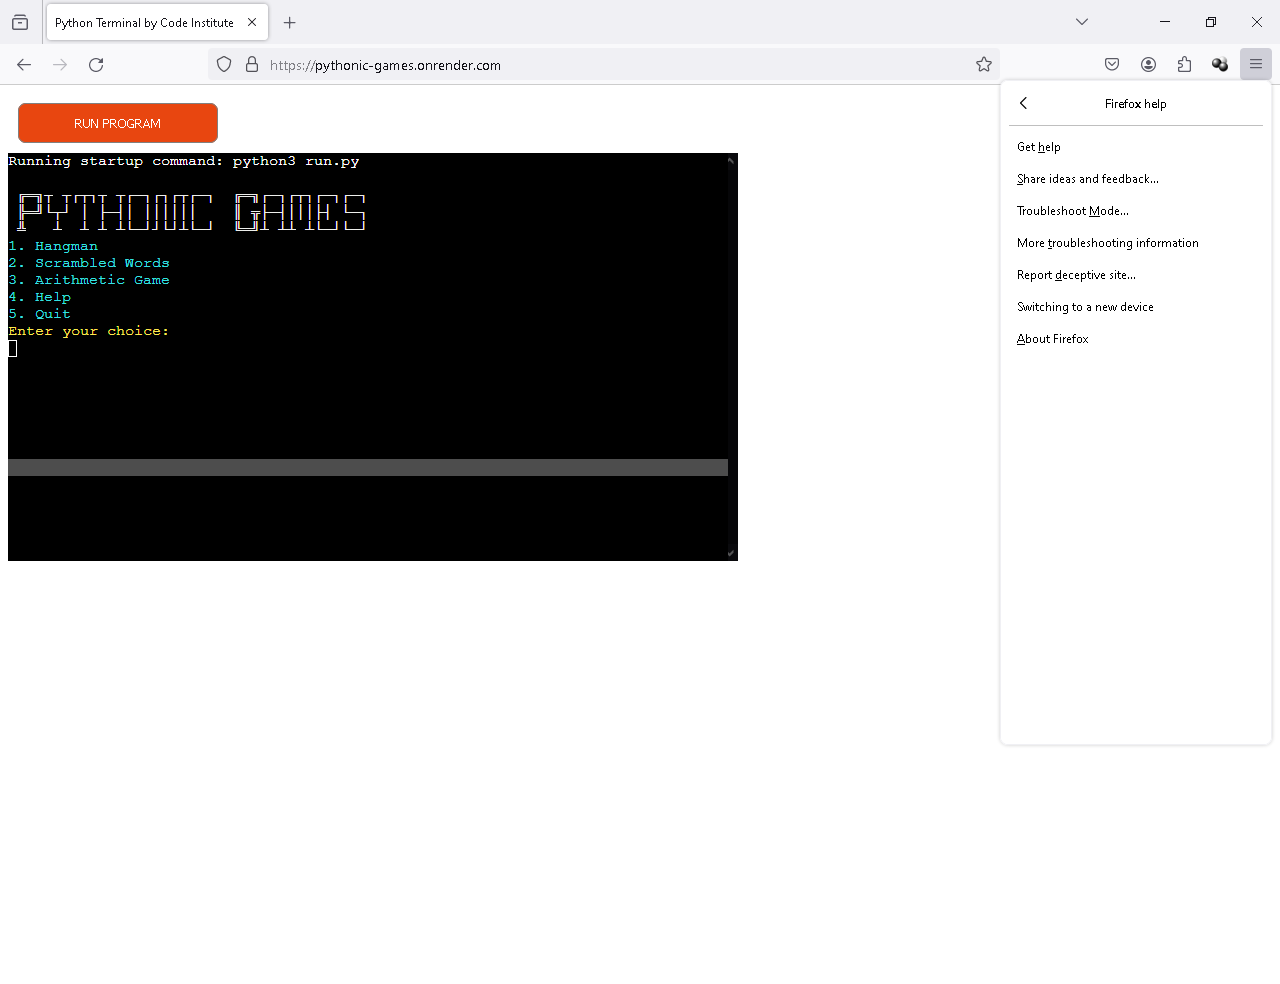 Python Terminal by Code Institute
https://pythonic-games.onrender.com
RUN PROGRAM
Running startup command: python3 run.py
PYTHONIC GAMES
1. Hangman
2. Scrambled Words
3. Arithmetic Game
4. Help
5. Quit
Enter your choice:
Firefox help
Get help
Share ideas and feedback...
Troubleshoot Mode...
More troubleshooting information
Report deceptive site...
Switching to a new device
About Firefox